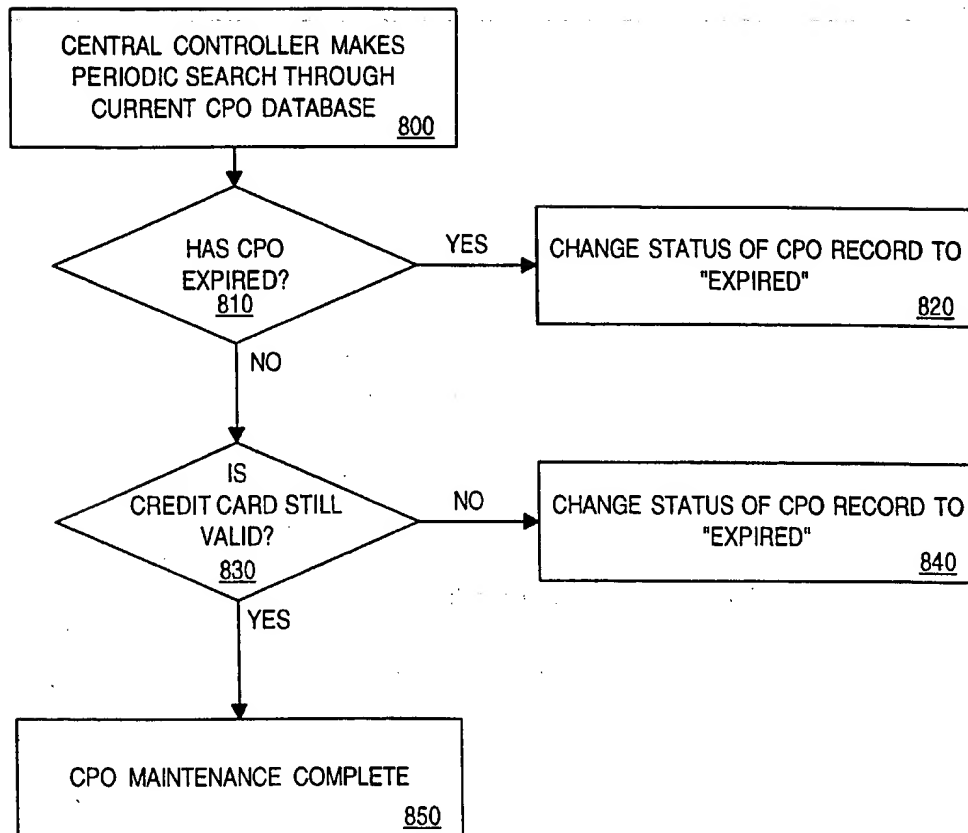 CENTRAL CONTROLLER MAKES
PERIODIC SEARCH THROUGH
CURRENT CPO DATABASE
800
HAS CPO
EXPIRED?
810
YES
CHANGE STATUS OF CPO RECORD TO
"EXPIRED"
820
NO
IS
CREDIT CARD STILL
VALID?
830
NO
CHANGE STATUS OF CPO RECORD TO
"EXPIRED"
840
YES
CPO MAINTENANCE COMPLETE
850